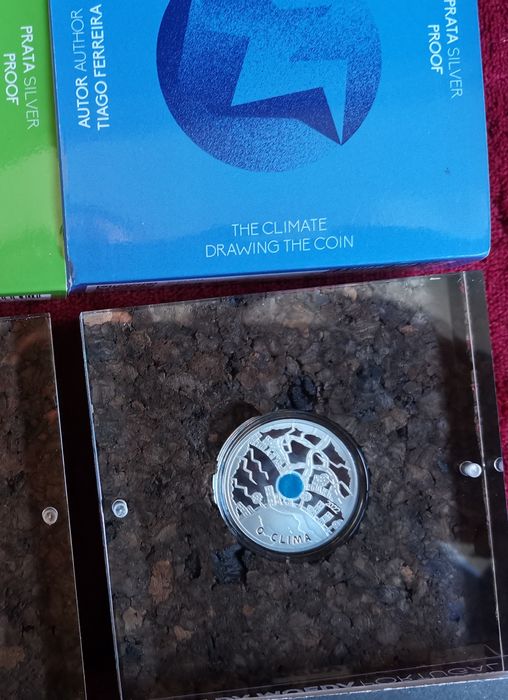 PRATA SILVER
PROOF
AUTOR AUTHOR
TIAGO FERREIRA
PRATA SILVER
PROOF
THE CLIMATE
DRAWING THE COIN
O CLIMA